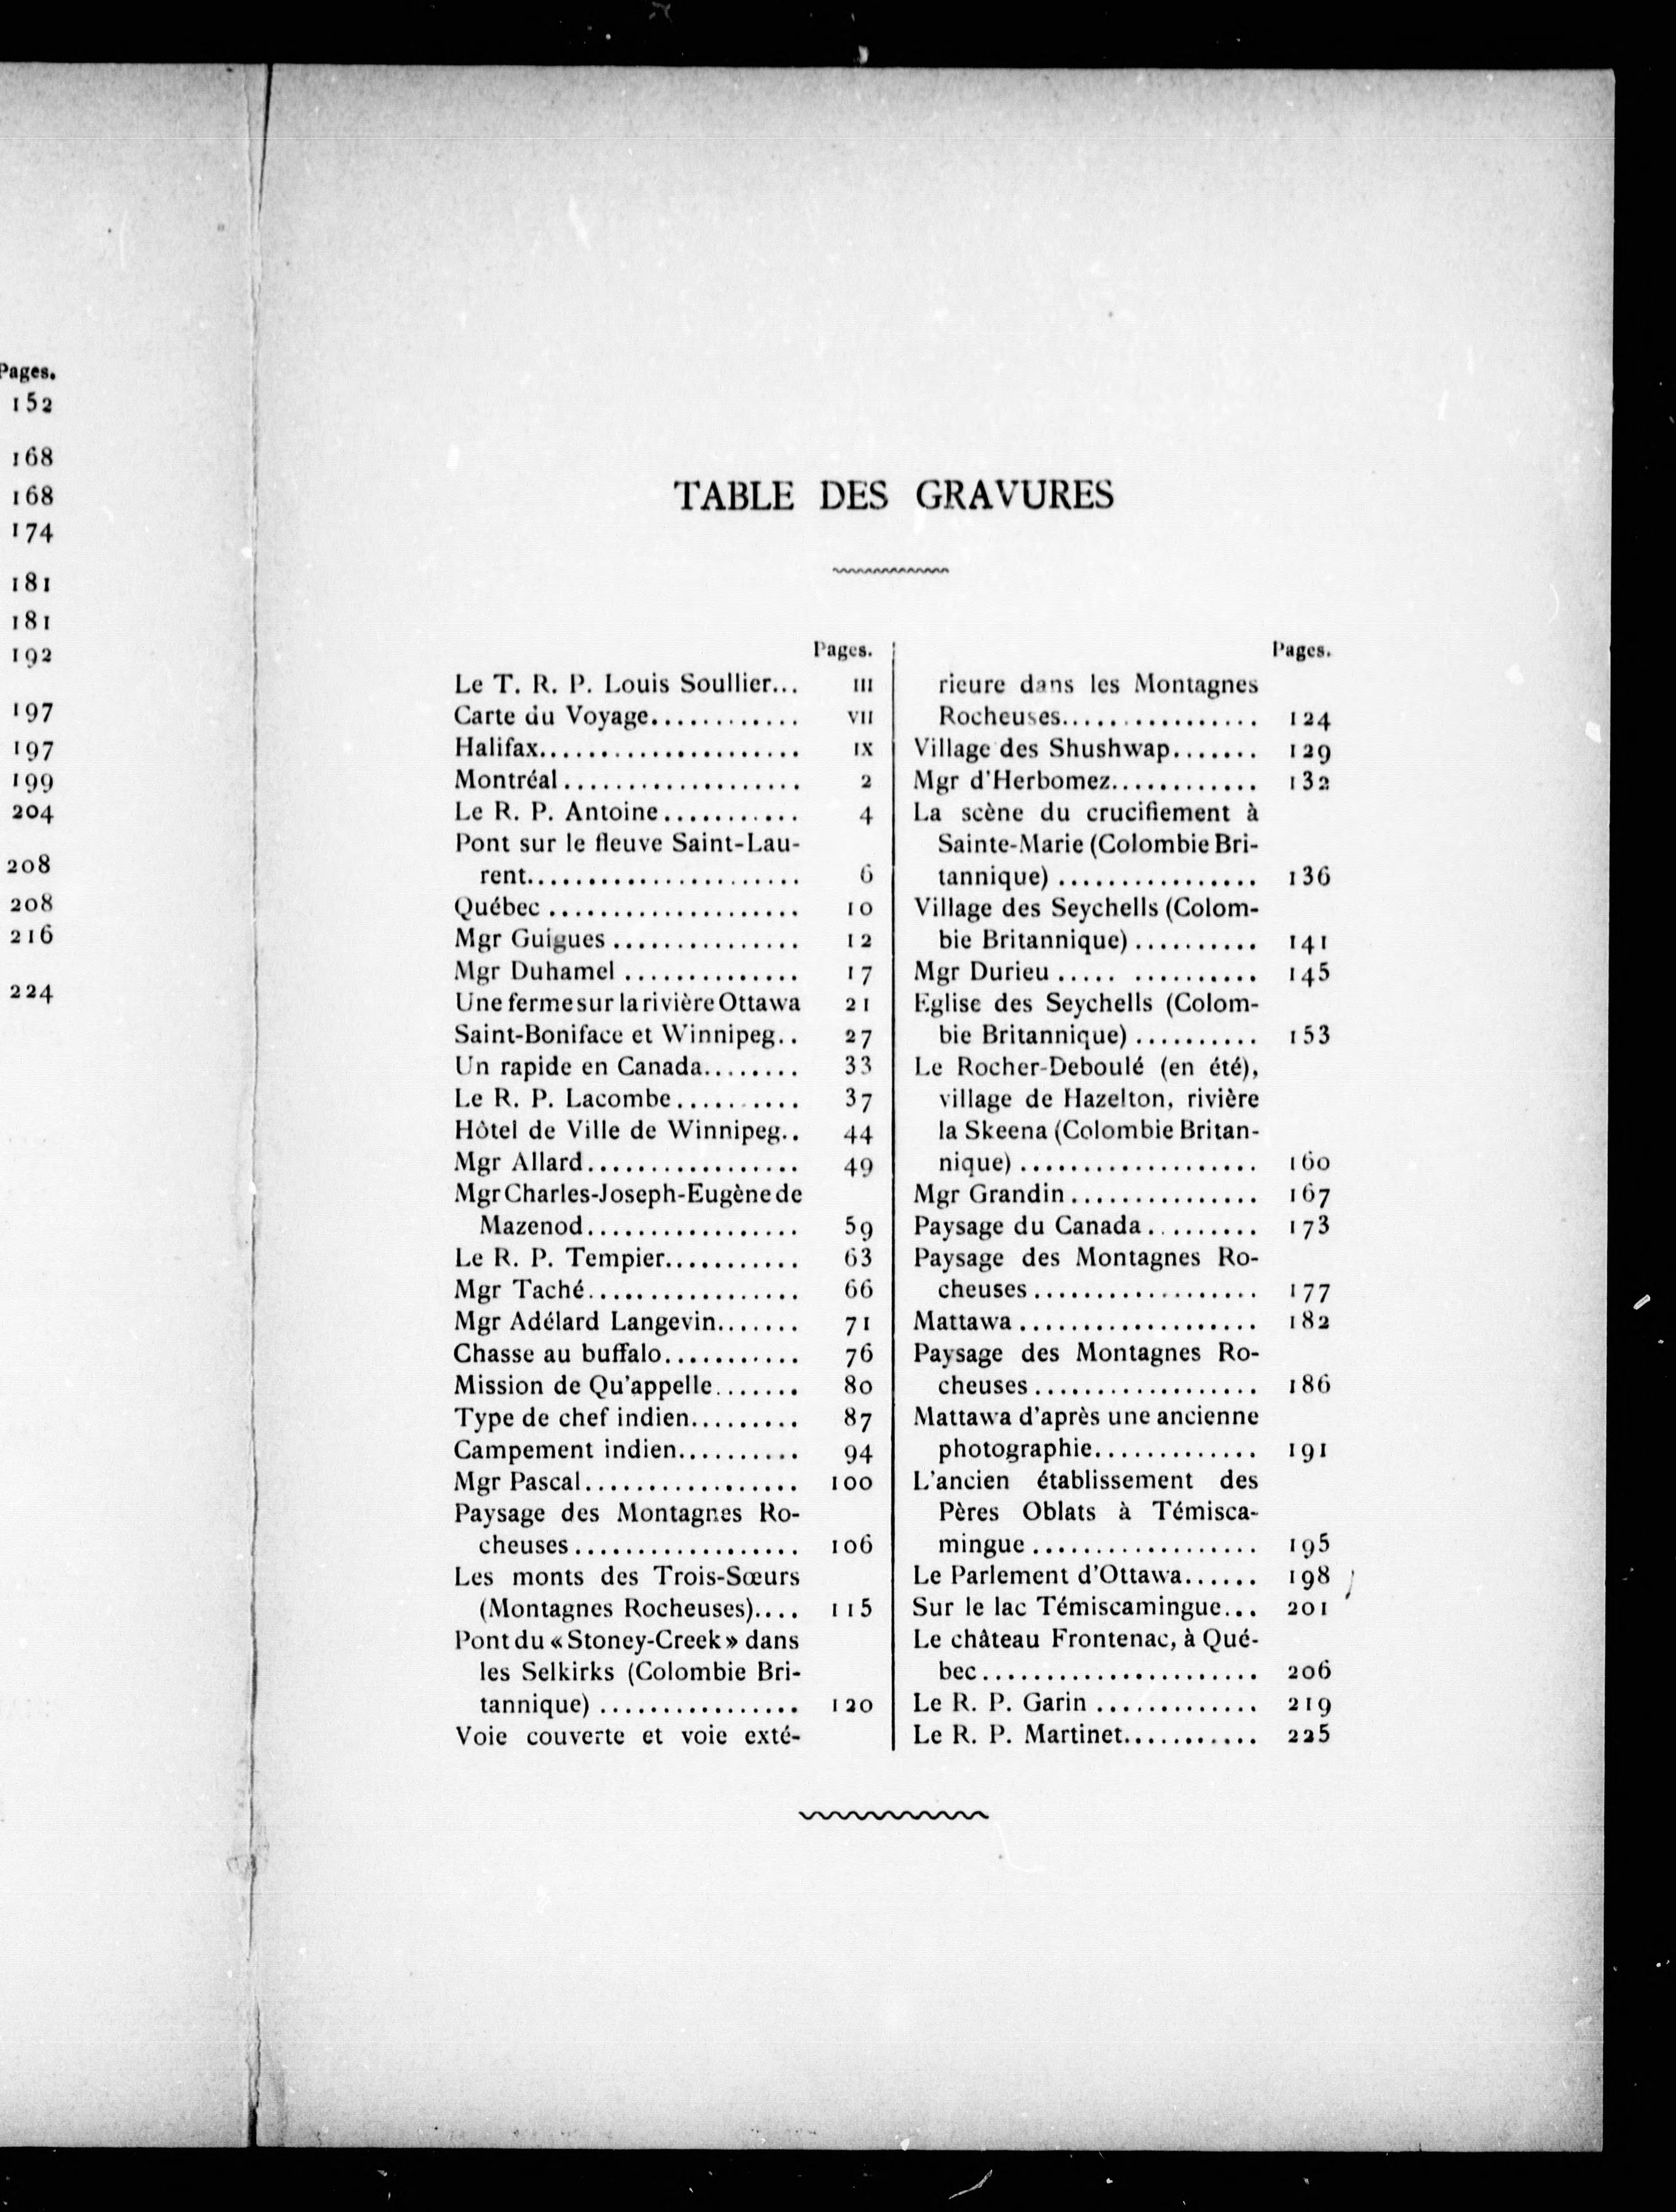 Pages.
152
168
168
174
181
181
192
197
197
199
204
208
208
216
224
TABLE DES GRAVURES
Pages.
Le T. R. P. Louis Soullier... III
Carte du Voyage............ VII
Halifax..................... IX
Montréal................... 2
Le R. P. Antoine........... 4
Pont sur le fleuve Saint-Lau-
rent...................... 6
Québec.................... 10
Mgr Guigues............... 12
Mgr Duhamel.............. 17
Une ferme sur la rivière Ottawa 21
Saint-Boniface et Winnipeg.. 27
Un rapide en Canada........ 33
Le R. P. Lacombe.......... 37
Hôtel de Ville de Winnipeg.. 44
Mgr Allard................. 49
Mgr Charles-Joseph-Eugène de
Mazenod................. 59
Le R. P. Tempier........... 63
Mgr Taché................. 66
Mgr Adélard Langevin....... 71
Chasse au buffalo........... 76
Mission de Qu'appelle....... 80
Type de chef indien......... 87
Campement indien.......... 94
Mgr Pascal................. 100
Paysage des Montagnes Ro-
cheuses.................. 106
Les monts des Trois-Sœurs
(Montagnes Rocheuses).... 115
Pont du « Stoney-Creek » dans
les Selkirks (Colombie Bri-
tannique)................ 120
Voie couverte et voie exté-
Pages.
rieure dans les Montagnes
Rocheuses................ 124
Village des Shushwap....... 129
Mgr d'Herbomez............ 132
La scène du crucifiement à
Sainte-Marie (Colombie Bri-
tannique)................ 136
Village des Seychells (Colom-
bie Britannique).......... 141
Mgr Durieu..... .......... 145
Eglise des Seychells (Colom-
bie Britannique).......... 153
Le Rocher-Deboulé (en été),
village de Hazelton, rivière
la Skeena (Colombie Britan-
nique)................... 160
Mgr Grandin............... 167
Paysage du Canada......... 173
Paysage des Montagnes Ro-
cheuses.................. 177
Mattawa................... 182
Paysage des Montagnes Ro-
cheuses.................. 186
Mattawa d'après une ancienne
photographie............. 191
L'ancien établissement des
Pères Oblats à Témisca-
mingue.................. 195
Le Parlement d'Ottawa...... 198
Sur le lac Témiscamingue... 201
Le château Frontenac, à Qué-
bec...................... 206
Le R. P. Garin............. 219
Le R. P. Martinet........... 225